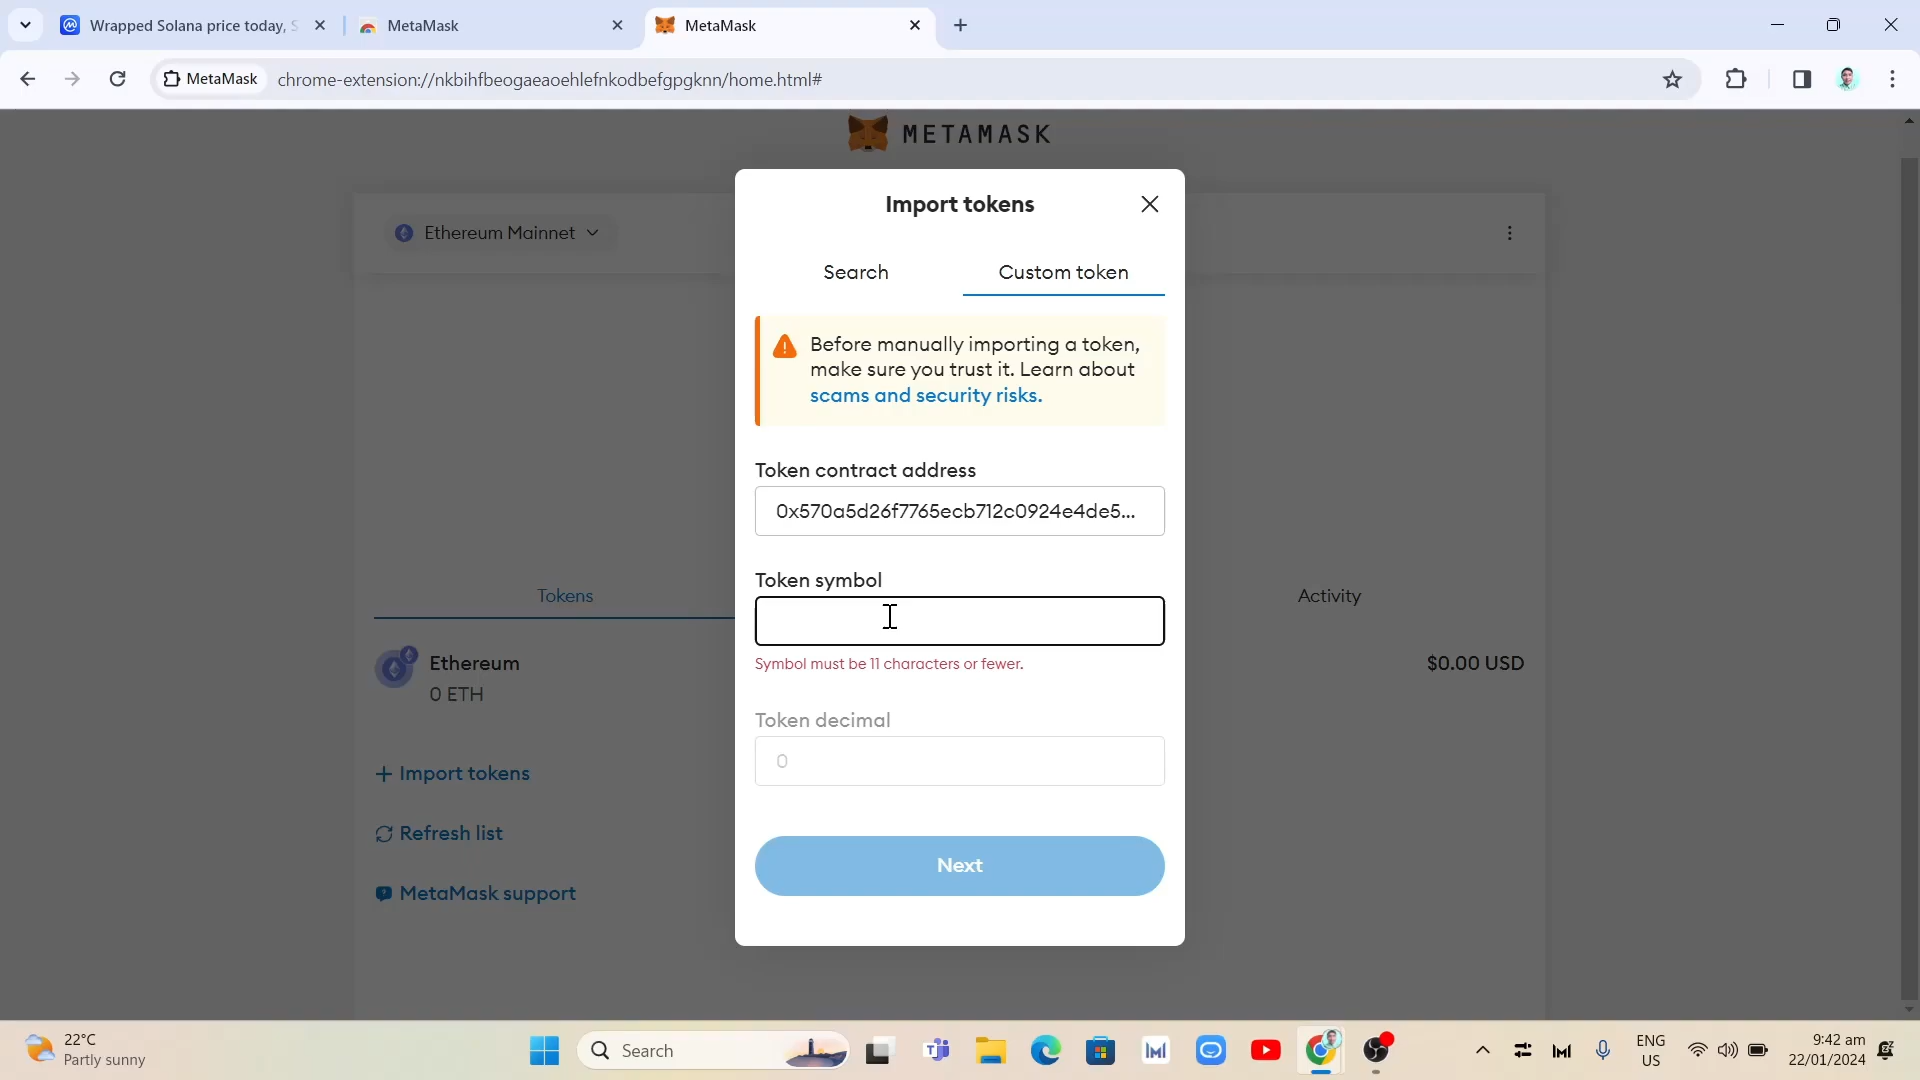 Wrapped Solana price today, S
MetaMask
MetaMask
MetaMask
chrome-extension://nkbihfbeogaeaoehlefnkodbefgpgknn/home.html#
METAMASK
Import tokens
Ethereum Mainnet
Search
Custom token
Before manually importing a token,
make sure you trust it. Learn about
scams and security risks.
Token contract address
0x570a5d26f7765ecb712c0924e4de5...
Token symbol
Symbol must be 11 characters or fewer.
Tokens
Activity
Ethereum
0 ETH
$0.00 USD
Token decimal
0
Import tokens
Refresh list
Next
MetaMask support
22°C
Partly sunny
Search
ENG
US
9:42 am
22/01/2024